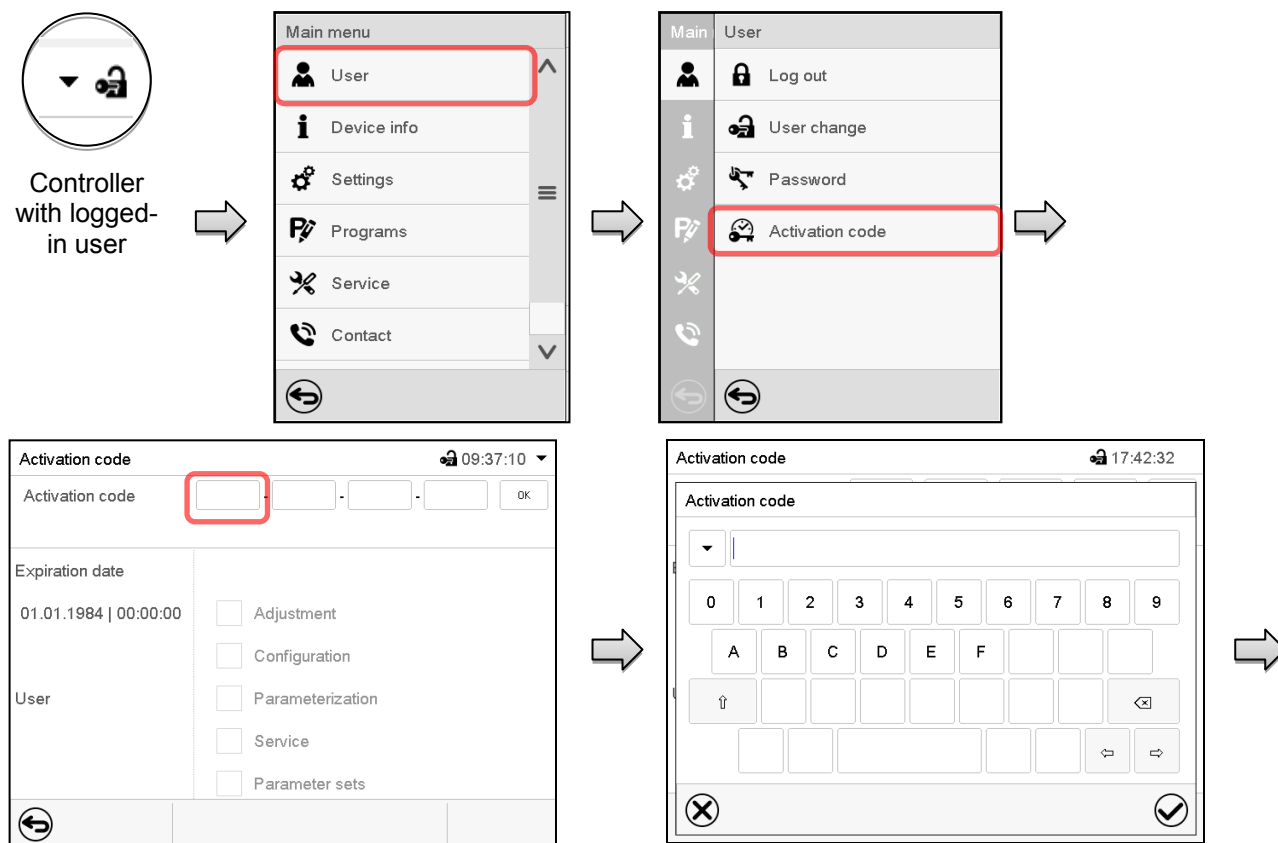 Controller
with logged-
in user
Main menu
User
Device info
Settings
Programs
Service
Contact
Main User
Log out
User change
Password
Activation code
Activation code 09:37:10
Activation code - - - OK
Expiration date
01.01.1984 | 00:00:00 Adjustment
Configuration
User Parameterization
Service
Parameter sets
Activation code 17:42:32
Activation code
0 1 2 3 4 5 6 7 8 9
A B C D E F